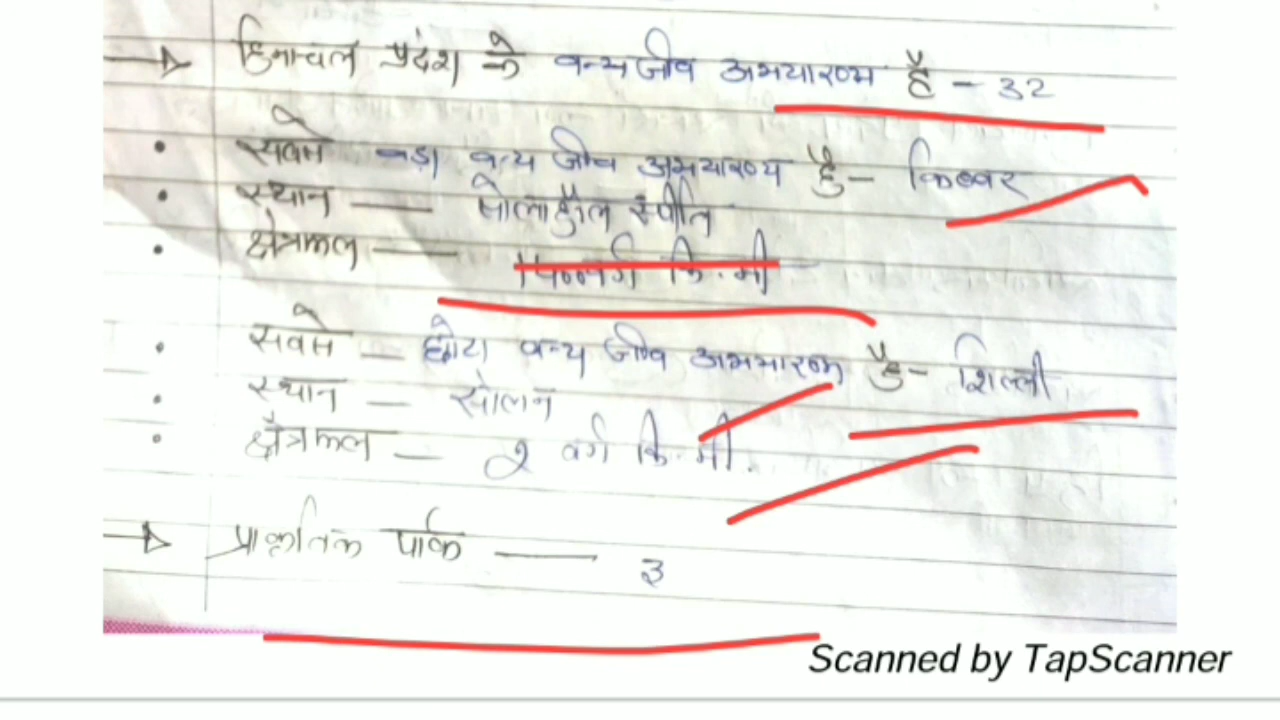 हिमाचल प्रदेश के वन्यजीव अभयारण्य है - 32
सबसे बड़ा वन्य जीव अभयारण्य है - किब्बर
स्थान — लाहौल स्पीति
क्षेत्रफल — वर्ग कि.मी
सबसे — छोटा वन्य जीव अभयारण्य है - शिल्ली
स्थान — सोलन
क्षेत्रफल — 2 वर्ग कि.मी.
प्राकृतिक पार्क — 3
Scanned by TapScanner